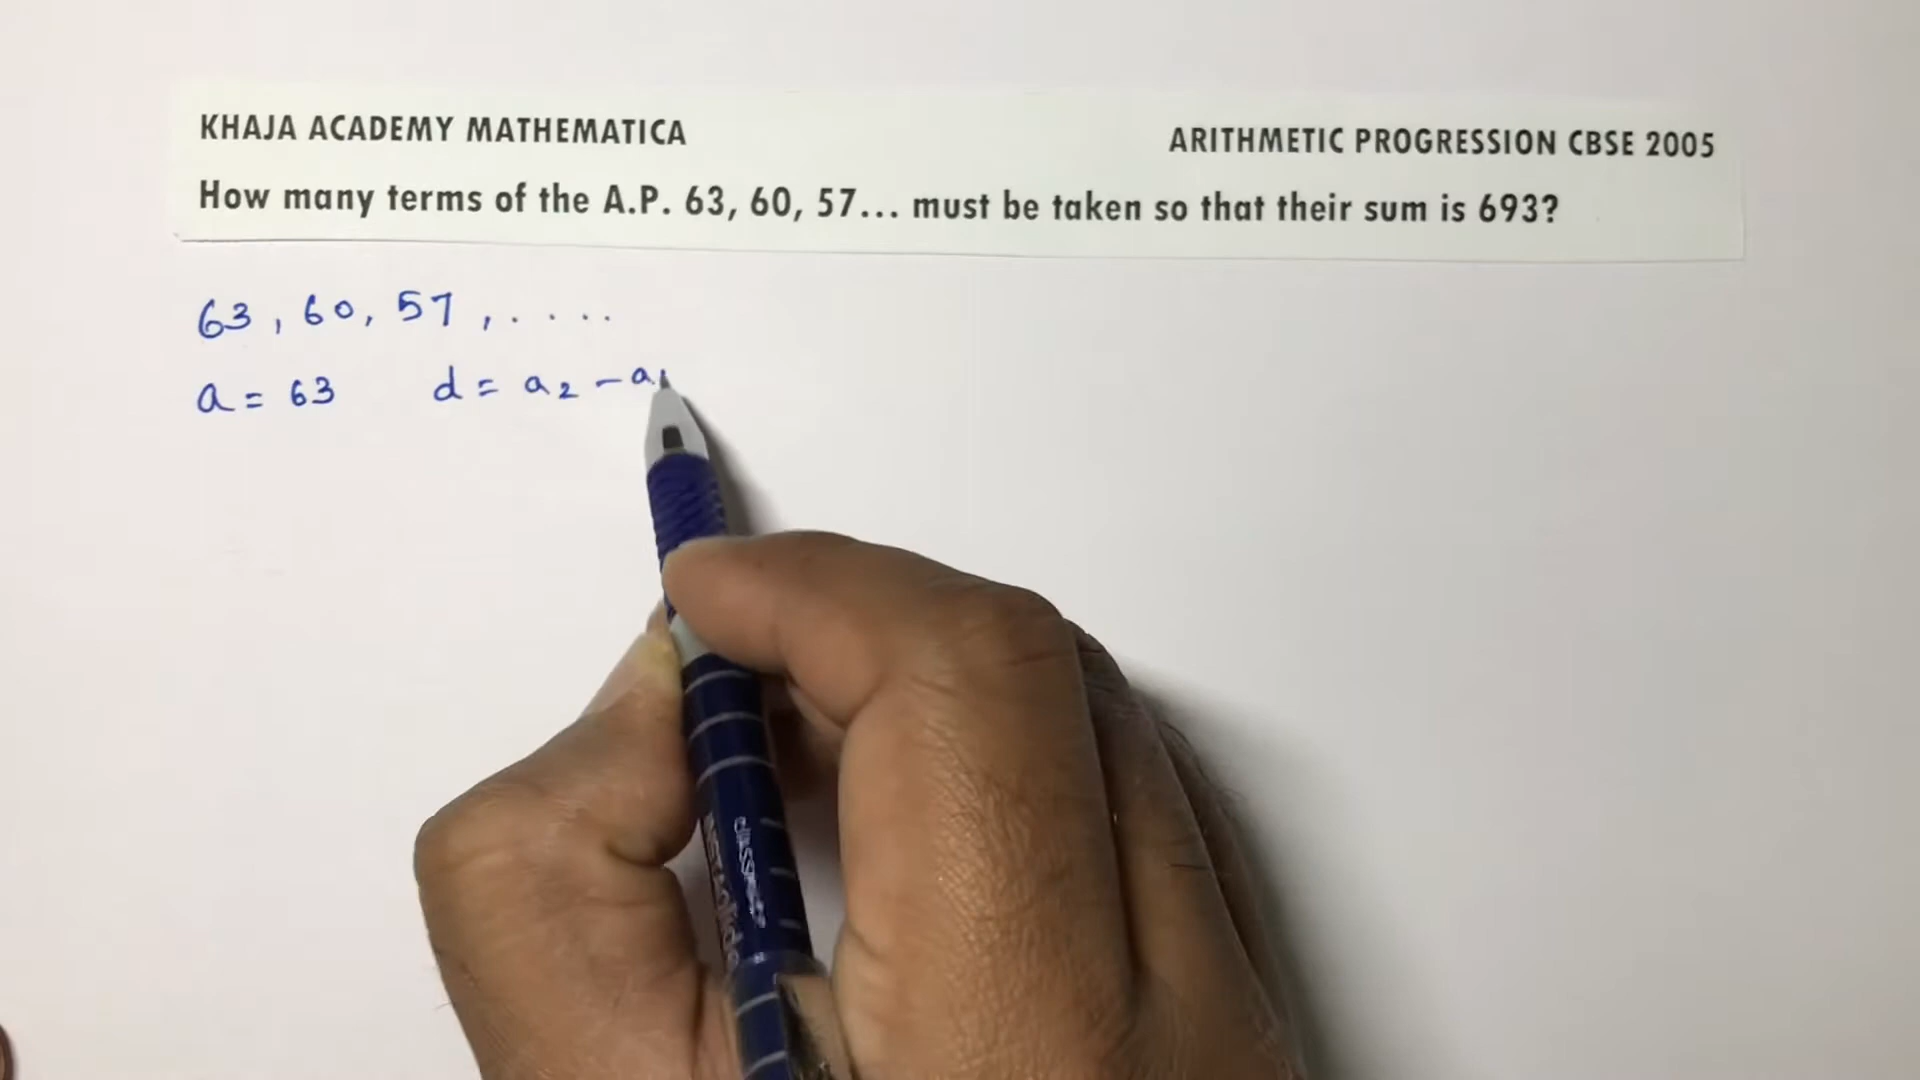 KHAJA ACADEMY MATHEMATICA ARITHMETIC PROGRESSION CBSE 2005
How many terms of the A.P. 63, 60, 57... must be taken so that their sum is 693?
63, 60, 57, ....
a = 63 d = a₂ - a₁
classmate